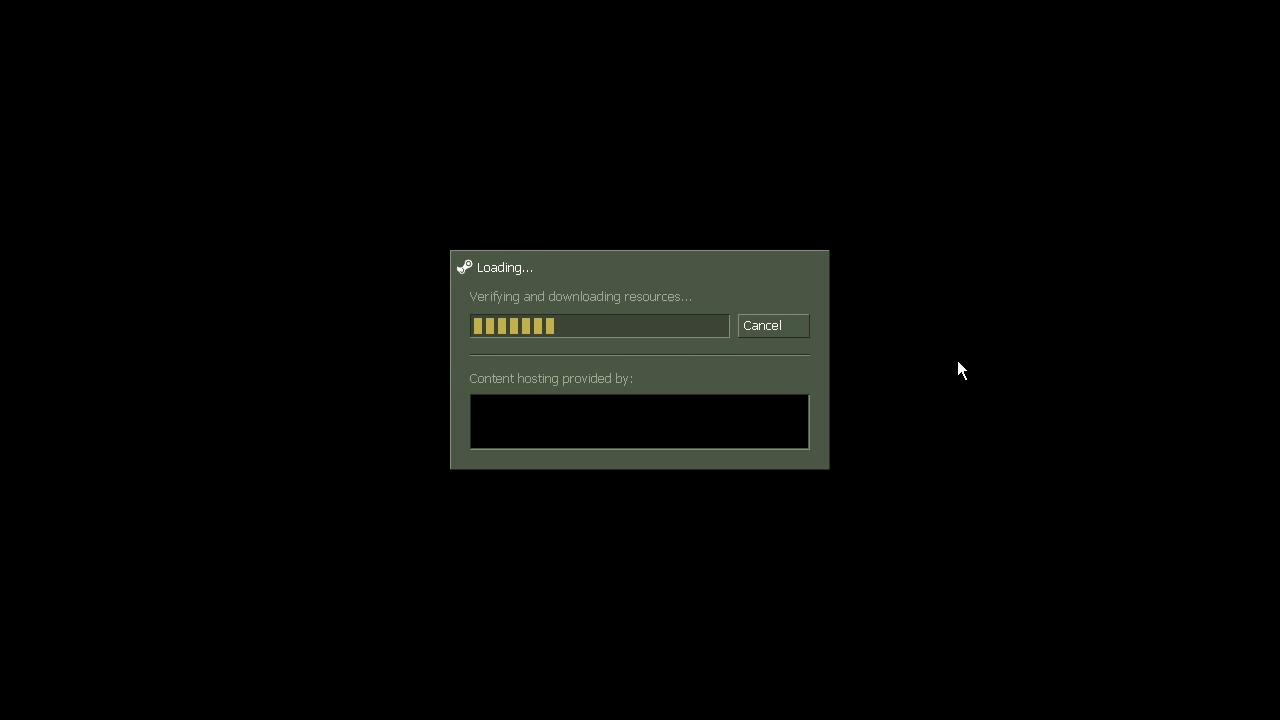 Loading...
Verifying and downloading resources...
Cancel
Content hosting provided by: